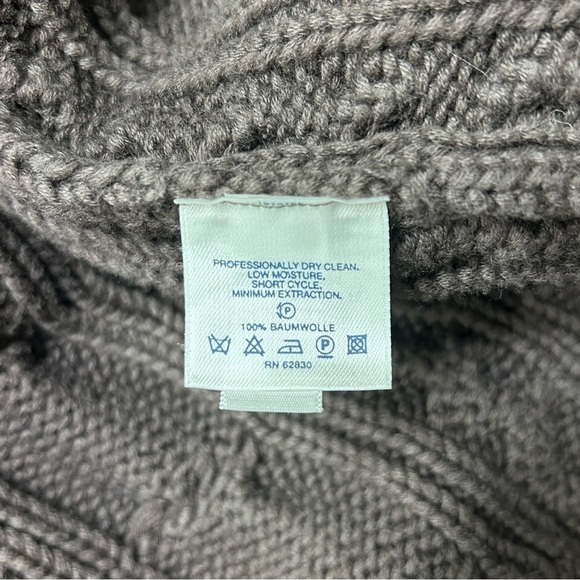 PROFESSIONALLY DRY CLEAN.
LOW MOISTURE,
SHORT CYCLE,
MINIMUM EXTRACTION.
P
100% BAUMWOLLE
P
RN 62830